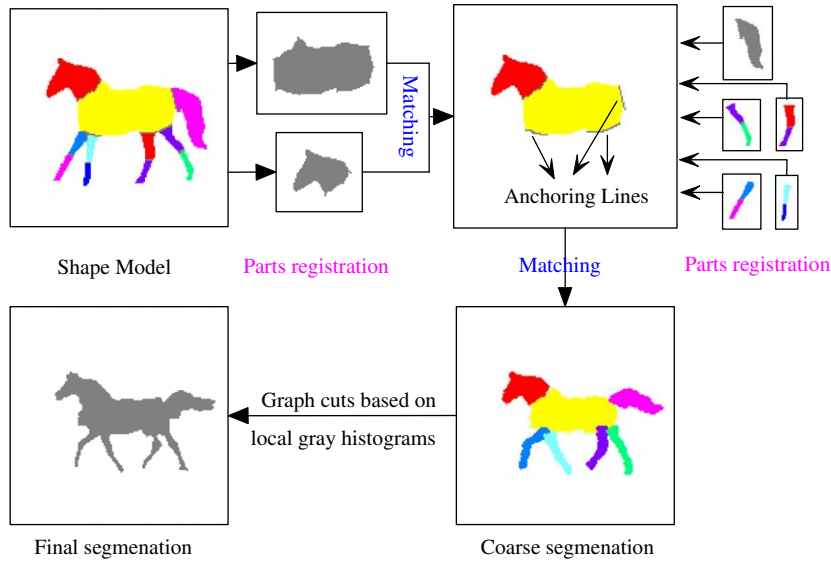 Matching
Anchoring Lines
Shape Model
Parts registration
Matching
Parts registration
Graph cuts based on
local gray histograms
Final segmenation
Coarse segmenation